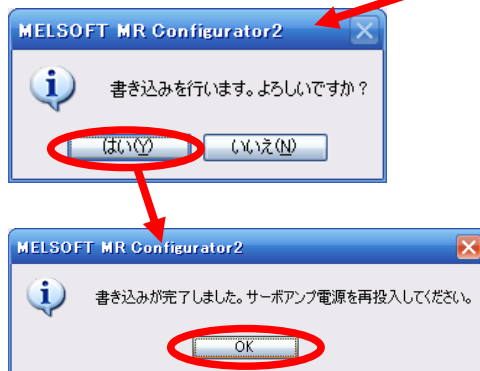 MELSOFT MR Configurator2
書き込みを行います。よろしいですか?
はい(Y)
いいえ(N)
MELSOFT MR Configurator2
書き込みが完了しました。サーボアンプ電源を再投入してください。
OK